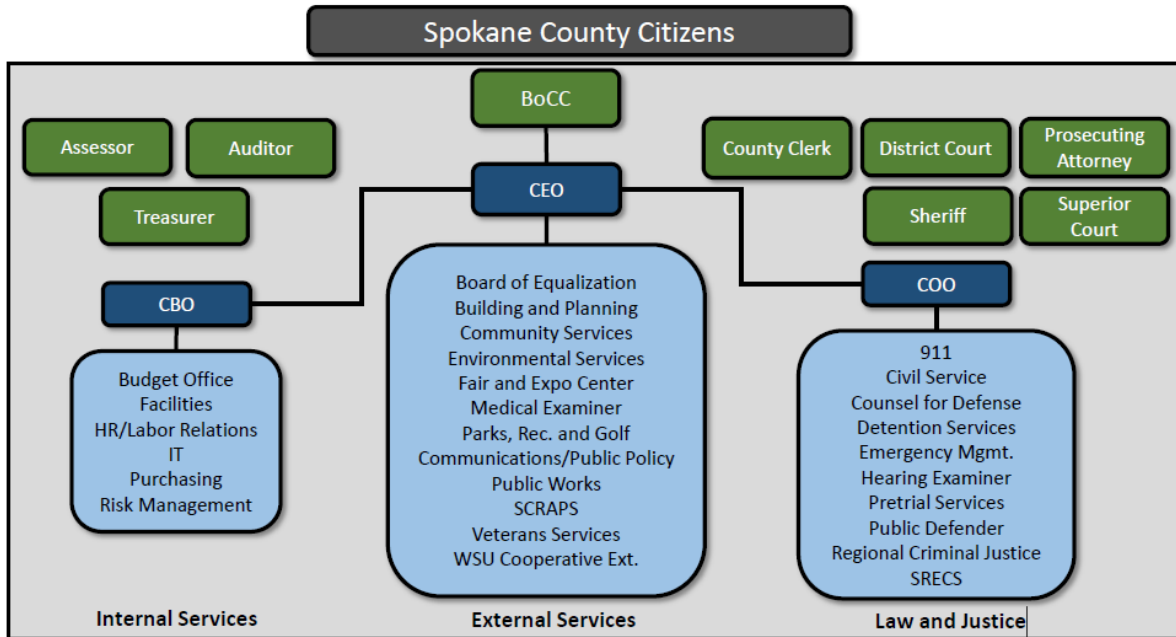 Spokane County Citizens
BoCC
Assessor
Auditor
Treasurer
CEO
County Clerk
District Court
Prosecuting
Attorney
Sheriff
Superior
Court
CBO
Budget Office
Facilities
HR/Labor Relations
IT
Purchasing
Risk Management
Board of Equalization
Building and Planning
Community Services
Environmental Services
Fair and Expo Center
Medical Examiner
Parks, Rec. and Golf
Communications/Public Policy
Public Works
SCRAPS
Veterans Services
WSU Cooperative Ext.
COO
911
Civil Service
Counsel for Defense
Detention Services
Emergency Mgmt.
Hearing Examiner
Pretrial Services
Public Defender
Regional Criminal Justice
SRECS
Internal Services
External Services
Law and Justice